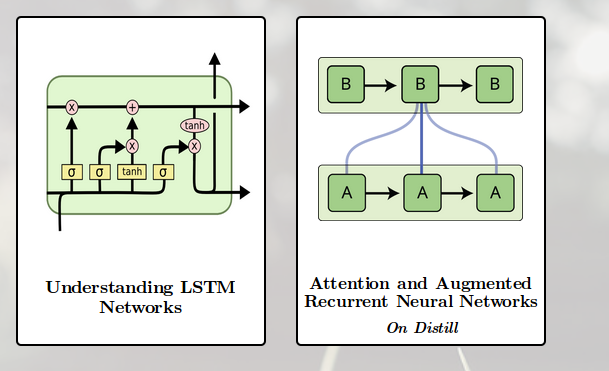 x
+
tanh
x
x
σ
σ
tanh
σ
Understanding LSTM
Networks
B
B
B
A
A
A
Attention and Augmented
Recurrent Neural Networks
On Distill